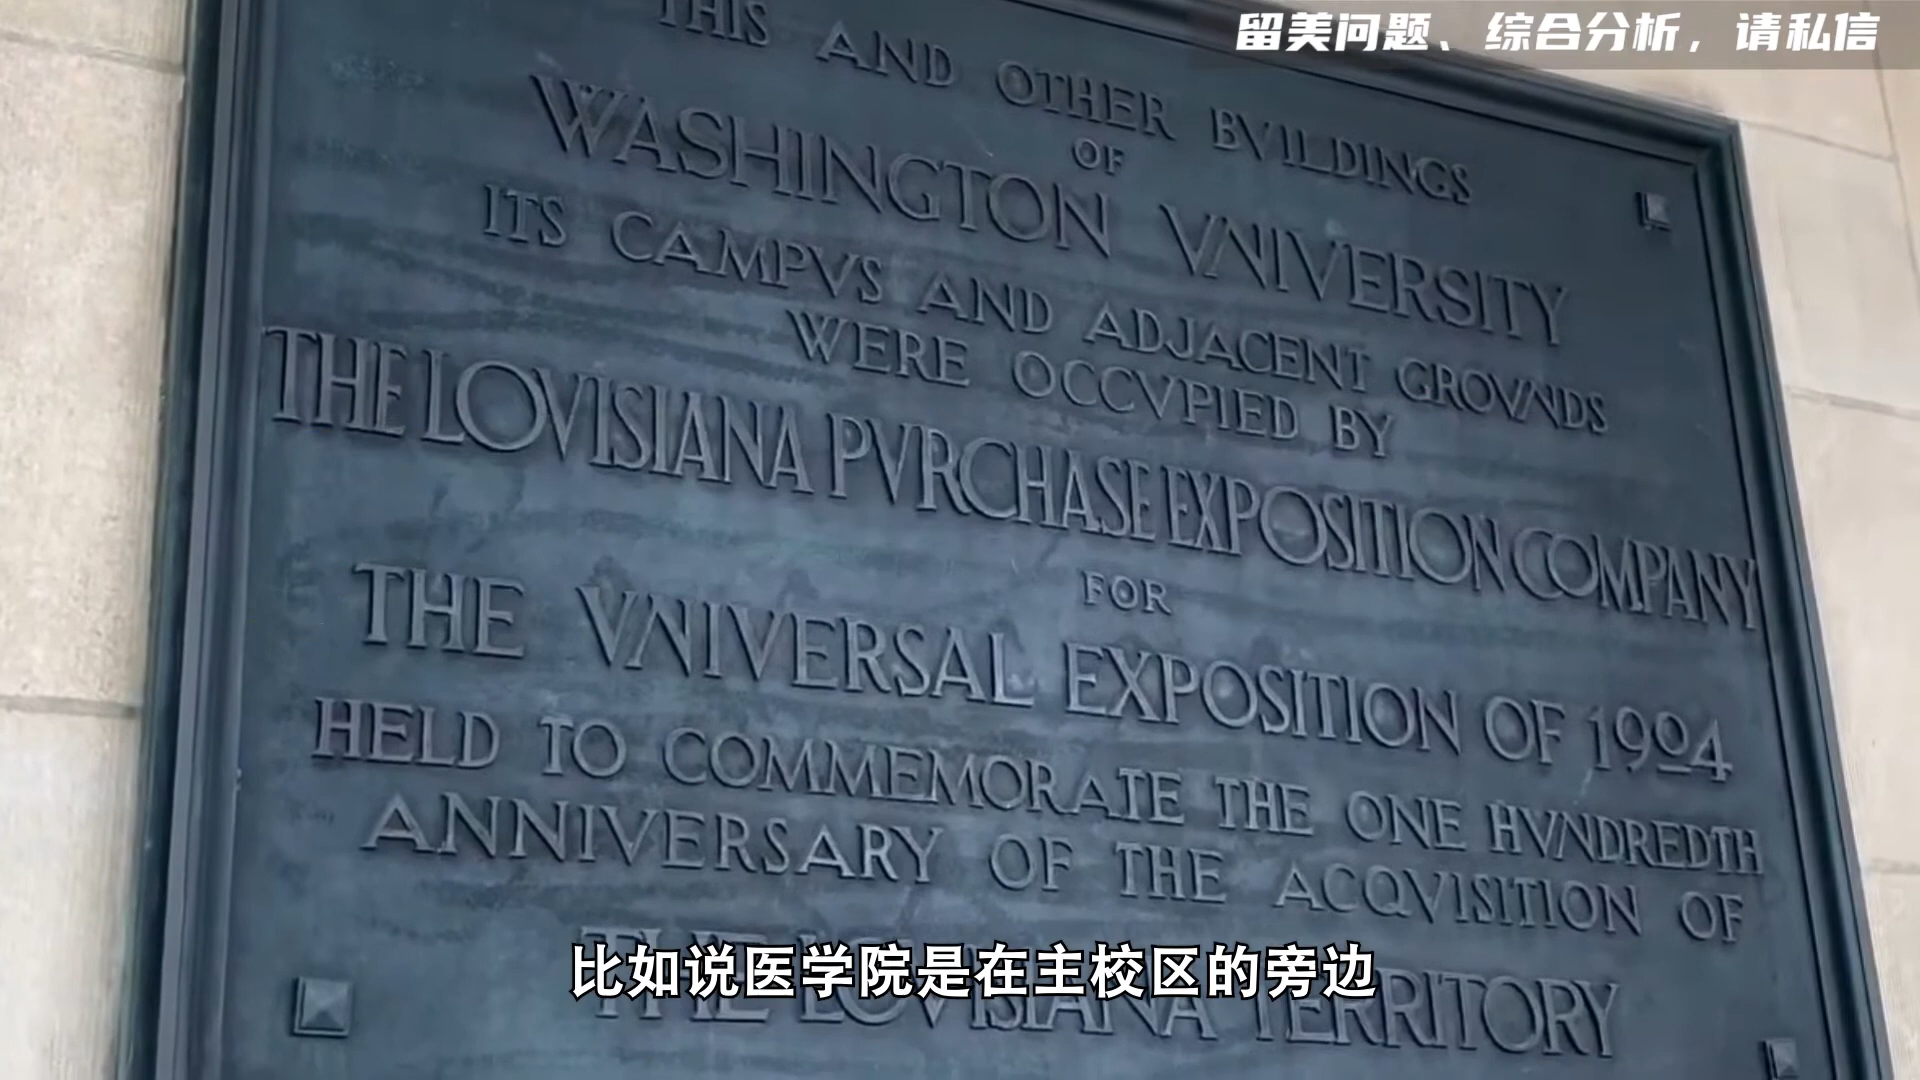 留美问题、综合分析，请私信
THIS AND OTHER BVILDINGS
OF
WASHINGTON VNIVERSITY
ITS CAMPVS AND ADJACENT GROVNDS
WERE OCCVPIED BY
THE LOVISIANA PVRCHASE EXPOSITION COMPANY
FOR
THE VNIVERSAL EXPOSITION OF 1904
HELD TO COMMEMORATE THE ONE HVNDREDTH
ANNIVERSARY OF THE ACQVISITION OF
THE LOVISIANA TERRITORY
比如说医学院是在主校区的旁边